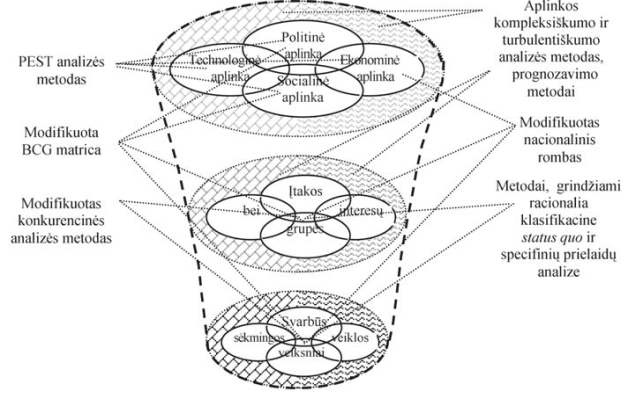 Aplinkos
kompleksiškumo ir
turbulentiškumo
analizės metodas,
prognozavimo
metodai
Politinė
aplinka
Technologinė
aplinka
Ekonominė
aplinka
Socialinė
aplinka
PEST analizės
metodas
Modifikuota
BCG matrica
Modifikuotas
nacionalinis
rombas
Modifikuotas
konkurencinės
analizės metodas
Įtakos
bei
interesų
grupės
Metodai, grindžiami
racionalia
klasifikacine
status quo ir
specifinių prielaidų
analize
Svarbūs
sėkmingos
veiklos
veiksniai